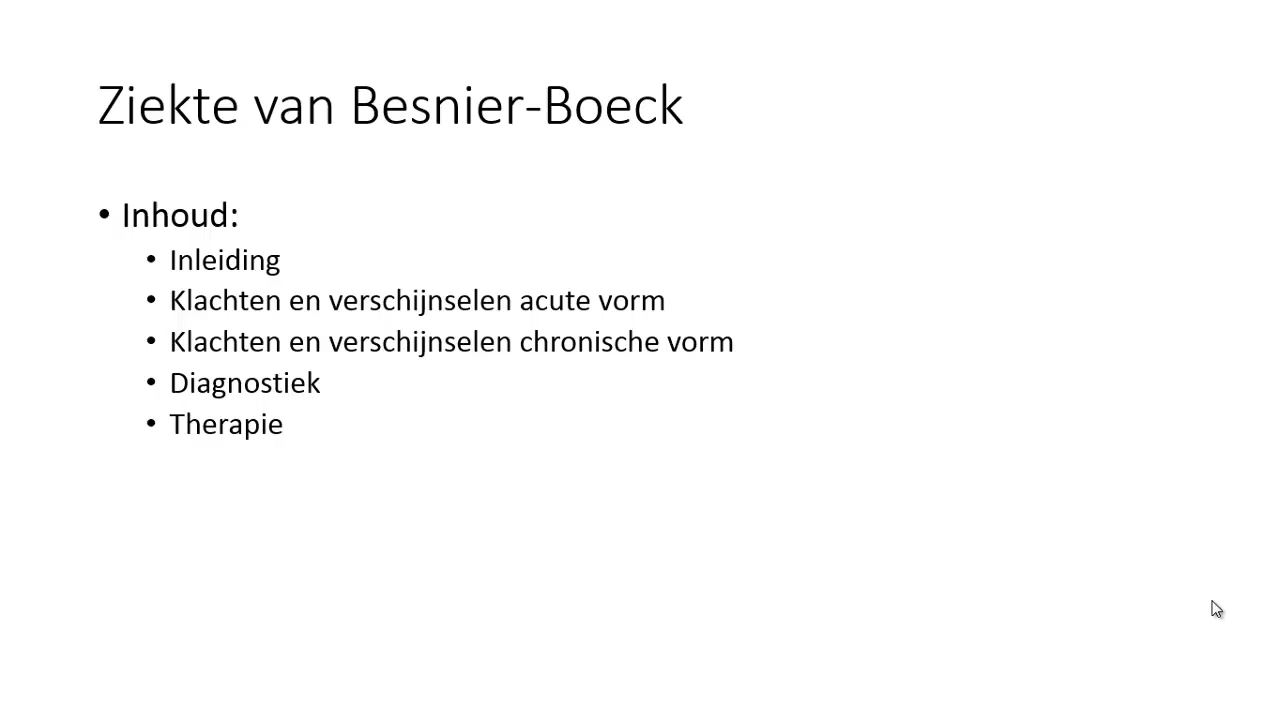 Ziekte van Besnier-Boeck
• Inhoud:
• Inleiding
• Klachten en verschijnselen acute vorm
• Klachten en verschijnselen chronische vorm
• Diagnostiek
• Therapie